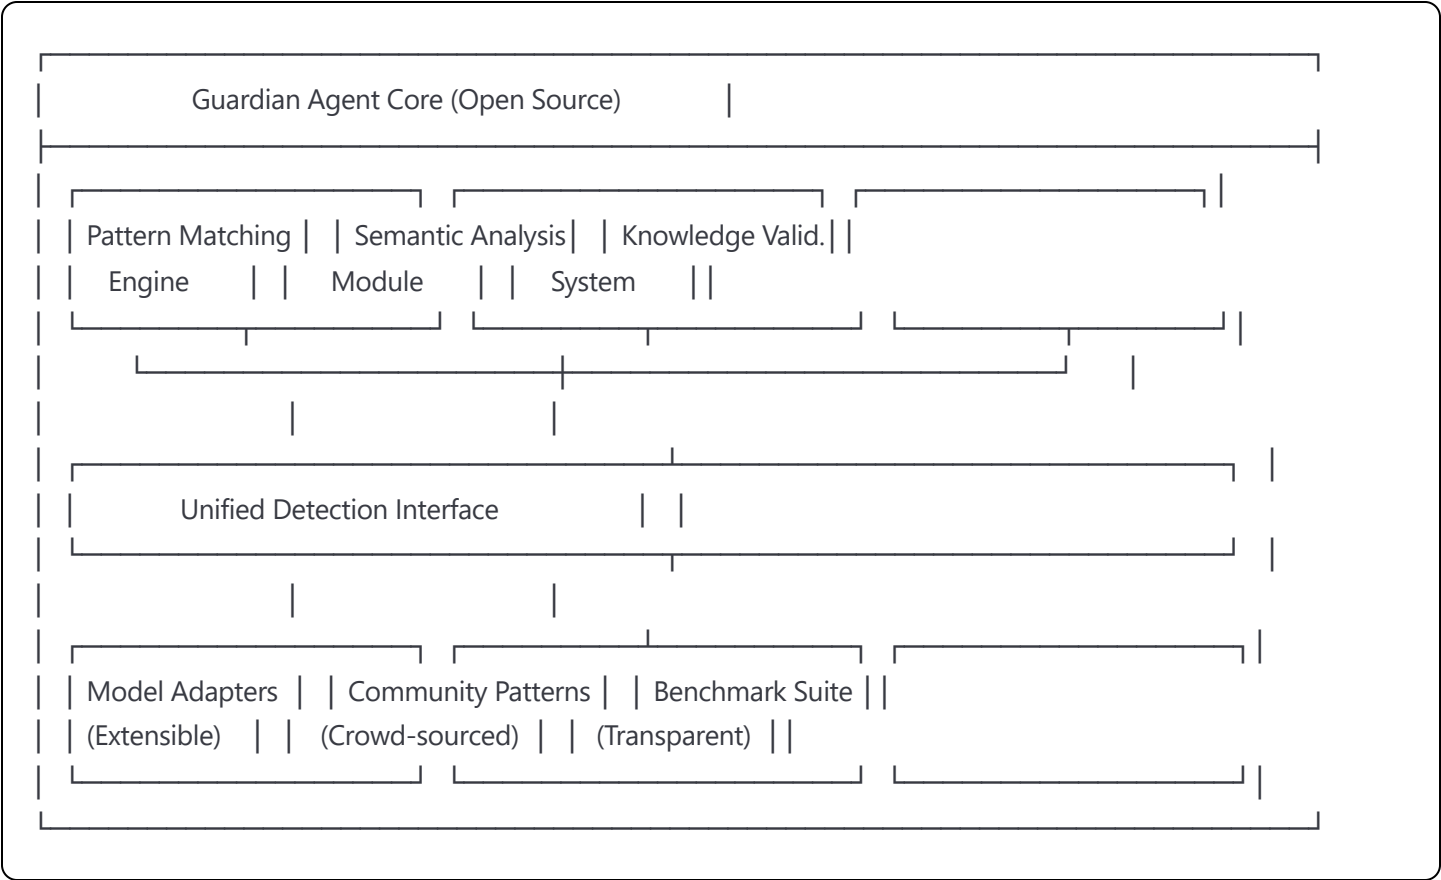 Guardian Agent Core (Open Source)
Pattern Matching Semantic Analysis Knowledge Valid.
Engine Module System
Unified Detection Interface
Model Adapters Community Patterns Benchmark Suite
(Extensible) (Crowd-sourced) (Transparent)